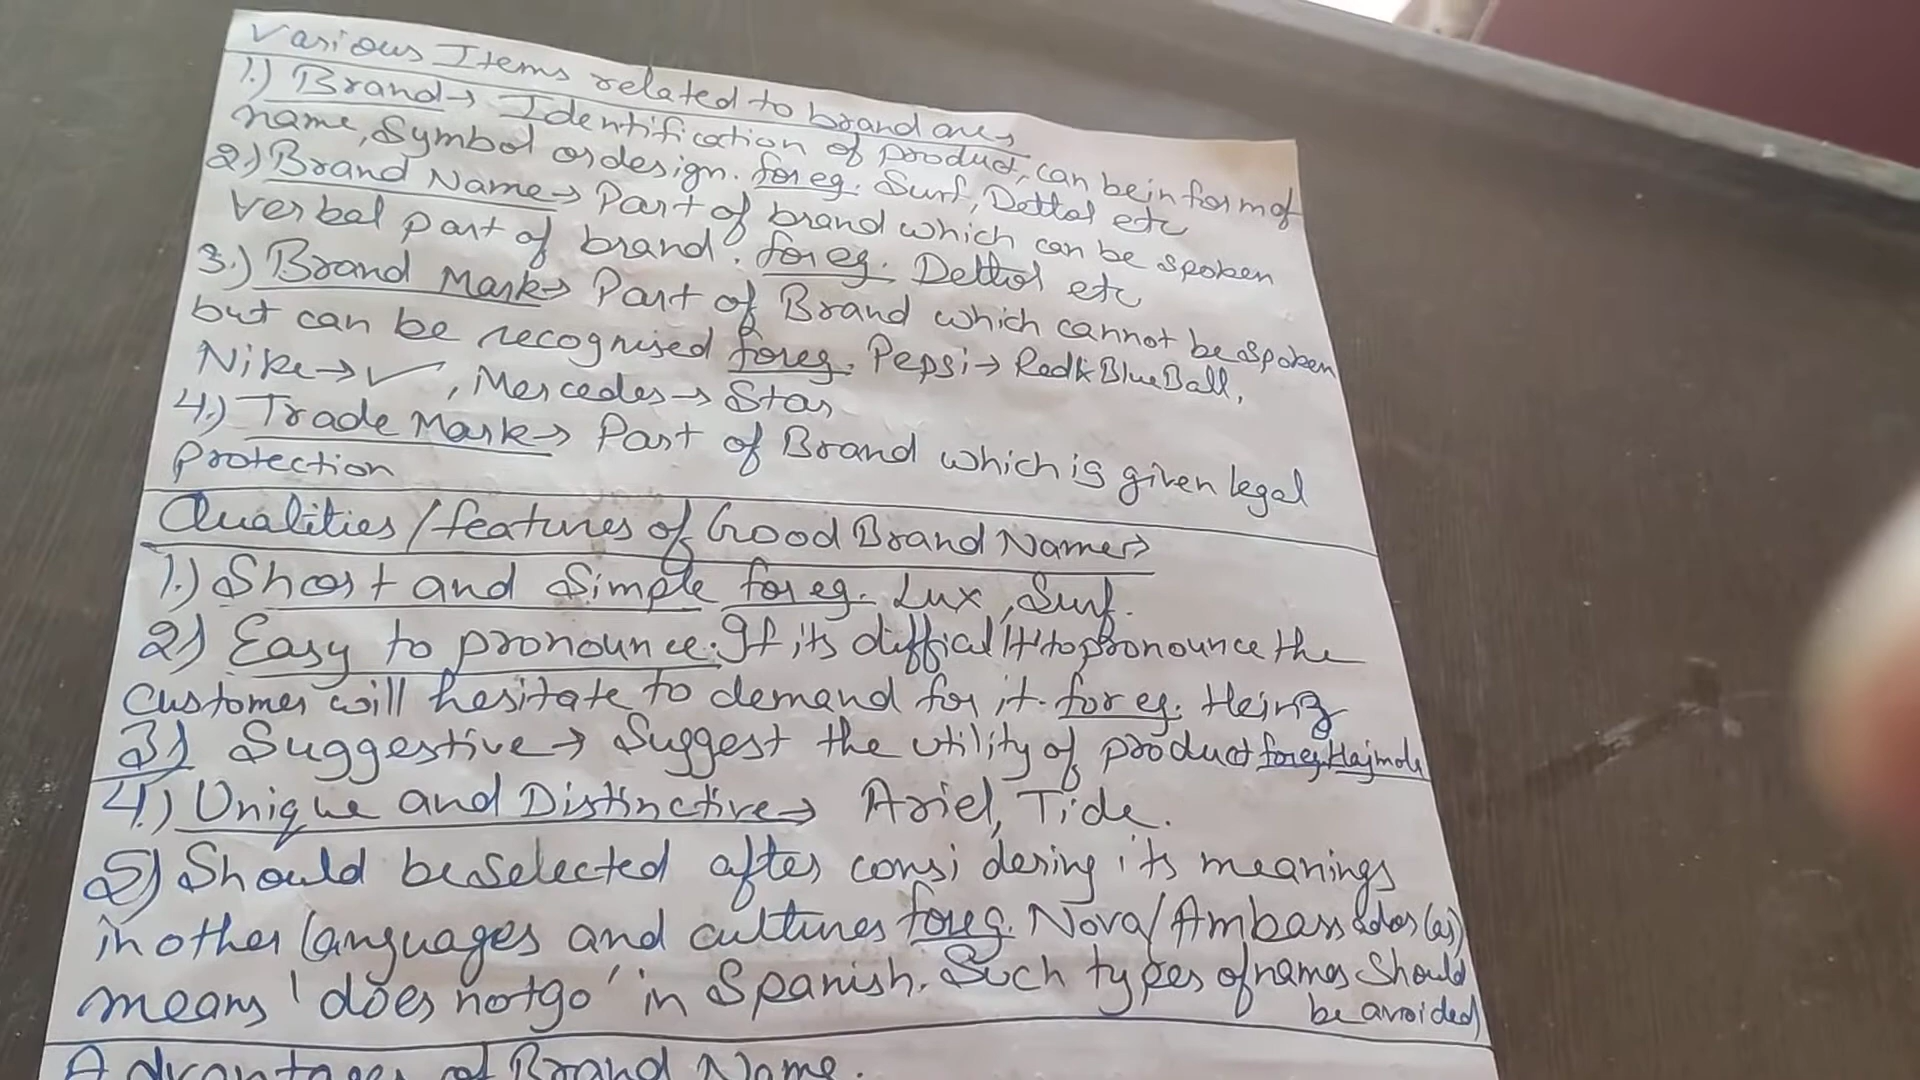 Various Items related to brand are→
1.) Brand→ Identification of product, can be in form of
name, Symbol or design. for eg. Surf, Dettol etc
2.) Brand Name→ Part of brand which can be spoken
Verbal part of brand. for eg. Dettol etc
3.) Brand Mark→ Part of Brand which cannot be spoken
but can be recognised for eg. Pepsi→ Red & Blue Ball,
Nike→ ✓, Mercedes→ Star
4.) Trade Mark→ Part of Brand which is given legal
Protection
Qualities/features of Good Brand Name→
1.) Short and Simple for eg. Lux, Surf.
2) Easy to pronounce. If its difficult to pronounce the
Customer will hesitate to demand for it. for eg. Heinz
3) Suggestive→ Suggest the utility of product for eg. Hajmola
4.) Unique and Distinctive→ Ariel, Tide.
5) Should be selected after considering its meanings
in other languages and cultures for eg. Nova/Ambassador (as)
means 'does not go' in Spanish. Such types of names Should
be avoided
Advantages of Brand Name.